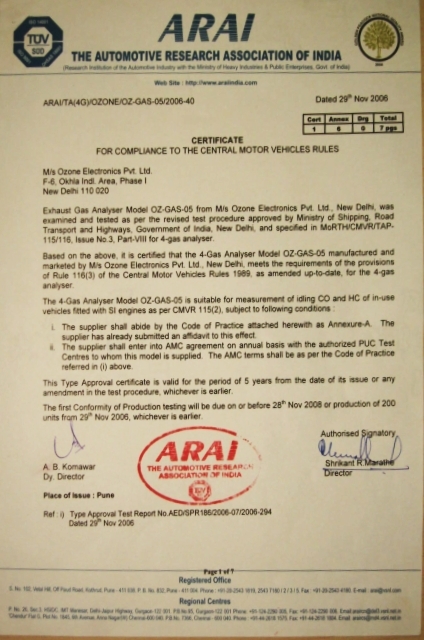 TÜV
ARAI
THE AUTOMOTIVE RESEARCH ASSOCIATION OF INDIA
(Research Institution of the Automotive Industry with the Ministry of Heavy Industries & Public Enterprises, Govt. of India)
Web Site : http://www.araiindia.com
ARAI/TA(4G)/OZONE/OZ-GAS-05/2006-40
Dated 29th Nov 2006
Cert Annex Drg Total
1 6 0 7 pgs
CERTIFICATE
FOR COMPLIANCE TO THE CENTRAL MOTOR VEHICLES RULES
M/s Ozone Electronics Pvt. Ltd.
F-6, Okhla Indl. Area, Phase I
New Delhi 110 020
Exhaust Gas Analyser Model OZ-GAS-05 from M/s Ozone Electronics Pvt. Ltd., New Delhi, was
examined and tested as per the revised test procedure approved by Ministry of Shipping, Road
Transport and Highways, Government of India, New Delhi, and specified in MoRTH/CMVR/TAP-
115/116, Issue No.3, Part-VIII for 4-gas analyser.
Based on the above, it is certified that the 4-Gas Analyser Model OZ-GAS-05 manufactured and
marketed by M/s Ozone Electronics Pvt. Ltd., New Delhi, meets the requirements of the provisions
of Rule 116(3) of the Central Motor Vehicles Rules 1989, as amended up-to-date, for the 4-gas
analyser.
The 4-Gas Analyser Model OZ-GAS-05 is suitable for measurement of idling CO and HC of in-use
vehicles fitted with SI engines as per CMVR 115(2), subject to following conditions :
i. The supplier shall abide by the Code of Practice attached herewith as Annexure-A. The
supplier has already submitted an affidavit to this effect.
ii. The supplier shall enter into AMC agreement on annual basis with the authorized PUC Test
Centres to whom this model is supplied. The AMC terms shall be as per the Code of Practice
referred in (i) above.
This Type Approval certificate is valid for the period of 5 years from the date of its issue or any
amendment in the test procedure, whichever is earlier.
The first Conformity of Production testing will be due on or before 28th Nov 2008 or production of 200
units from 29th Nov 2006, whichever is earlier.
Authorised Signatory
ARAI
THE AUTOMOTIVE RESEARCH
ASSOCIATION OF INDIA
A. B. Komawar
Dy. Director
Shrikant R. Marathe
Director
Place of Issue : Pune
Ref : i) Type Approval Test Report No.AED/SPR186/2006-07/2006-294
Dated 29th Nov 2006
Page 1 of 7
Registered Office
Regional Centres